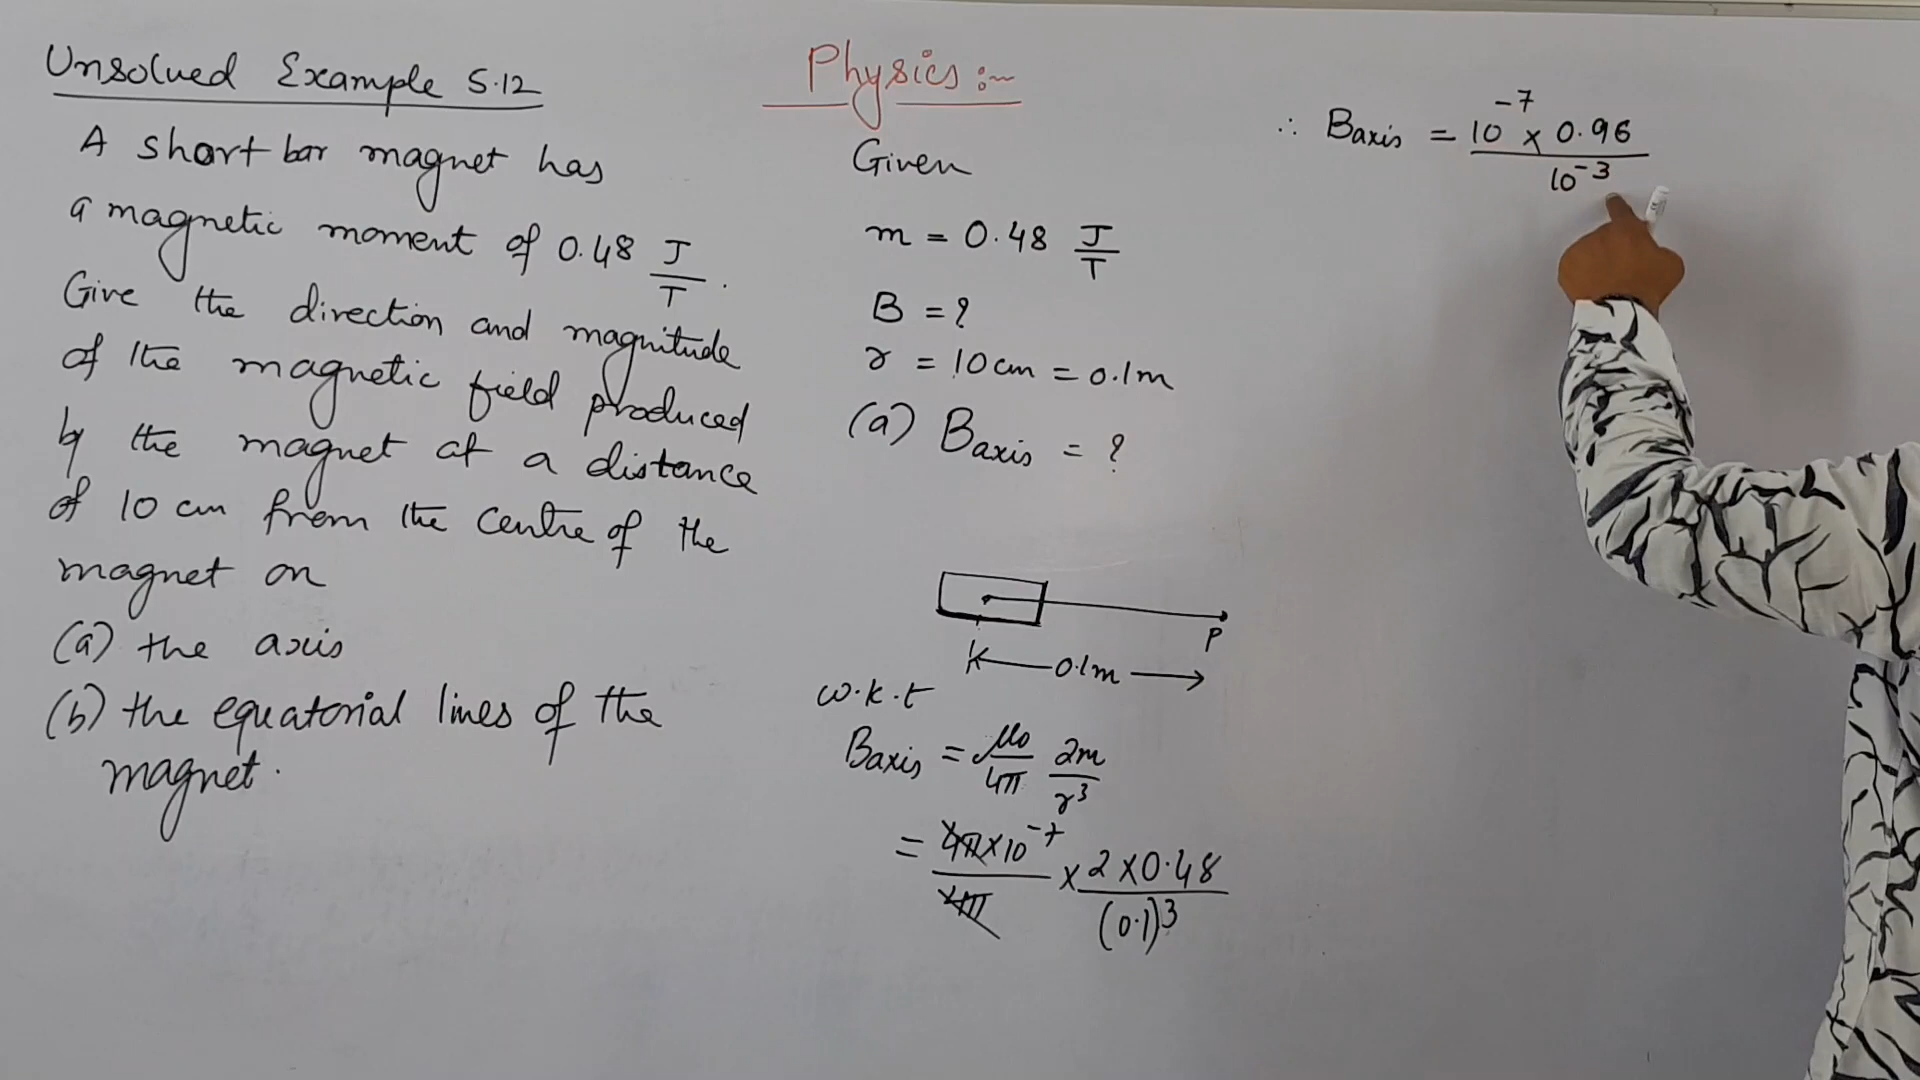 Unsolved Example 5.12
A short bar magnet has
a magnetic moment of 0.48 J/T.
Give the direction and magnitude
of the magnetic field produced
by the magnet at a distance
of 10 cm from the centre of the
magnet on
(a) the axis
(b) the equatorial lines of the
magnet.
Physics :~
Given
m = 0.48 J/T
B = ?
r = 10 cm = 0.1m
(a) Baxis = ?
P
0.1m
w.k.t
Baxis = μ0/4π 2m/r³
= 4π×10⁻⁷/4π × 2×0.48/(0.1)³
∴ Baxis = 10⁻⁷ × 0.96/10⁻³